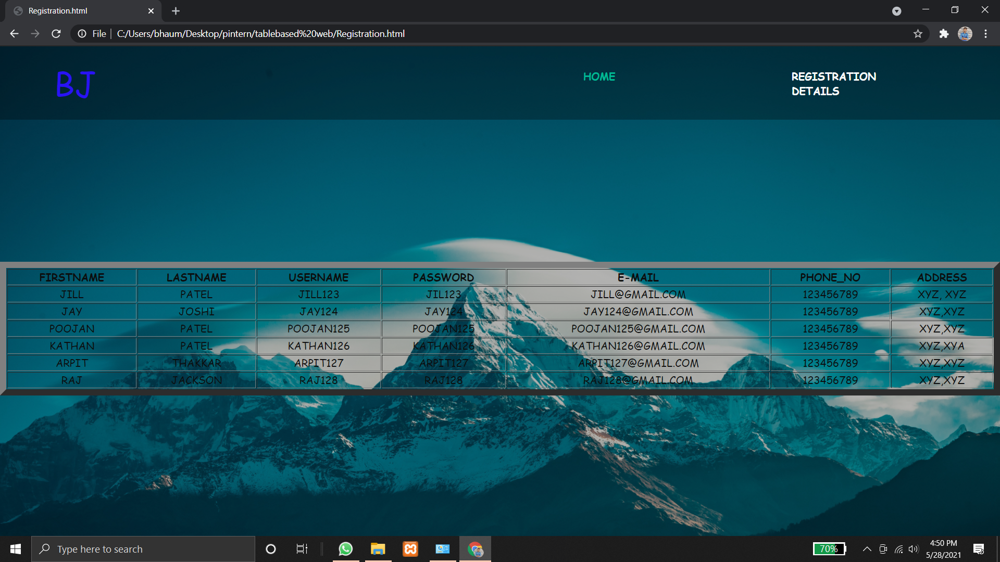 Registration.html
File C:/Users/bhaum/Desktop/pintern/tablebased%20web/Registration.html
BJ
HOME
REGISTRATION
DETAILS
FIRSTNAME LASTNAME USERNAME PASSWORD E-MAIL PHONE_NO ADDRESS
JILL PATEL JILL123 JIL123 JILL@GMAIL.COM 123456789 XYZ, XYZ
JAY JOSHI JAY124 JAY124 JAY124@GMAIL.COM 123456789 XYZ,XYZ
POOJAN PATEL POOJAN125 POOJAN125 POOJAN125@GMAIL.COM 123456789 XYZ,XYZ
KATHAN PATEL KATHAN126 KATHAN126 KATHAN126@GMAIL.COM 123456789 XYZ,XYA
ARPIT THAKKAR ARPIT127 ARPIT127 ARPIT127@GMAIL.COM 123456789 XYZ,XYZ
RAJ JACKSON RAJ128 RAJ128 RAJ128@GMAIL.COM 123456789 XYZ,XYZ
Type here to search
70%
4:50 PM
5/28/2021